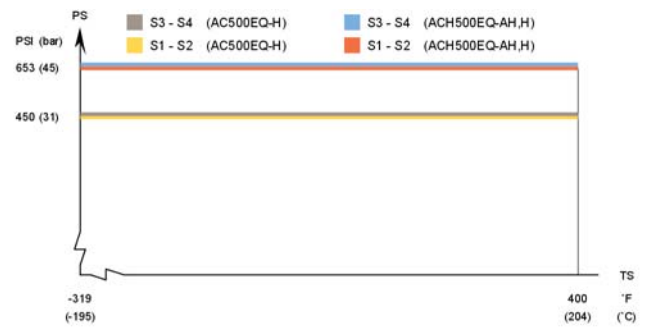 PS
S3 - S4 (AC500EQ-H)
S3 - S4 (ACH500EQ-AH,H)
PSI (bar)
S1 - S2 (AC500EQ-H)
S1 - S2 (ACH500EQ-AH,H)
653 (45)
450 (31)
TS
-319
400
°F
(-195)
(204)
(°C)